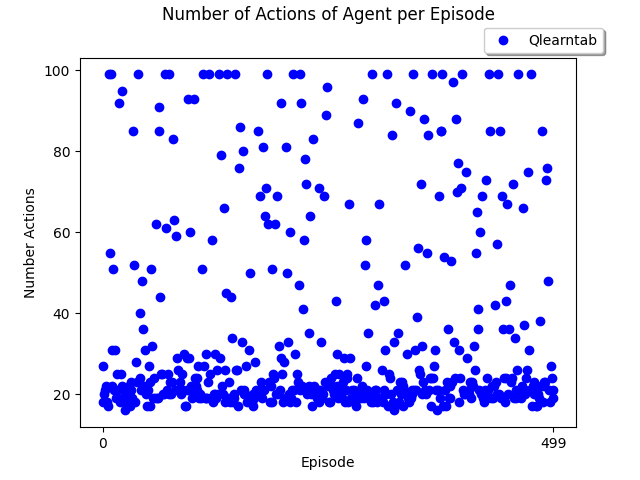 Number of Actions of Agent per Episode
Qlearntab
100
80
60
40
20
Number Actions
0
499
Episode